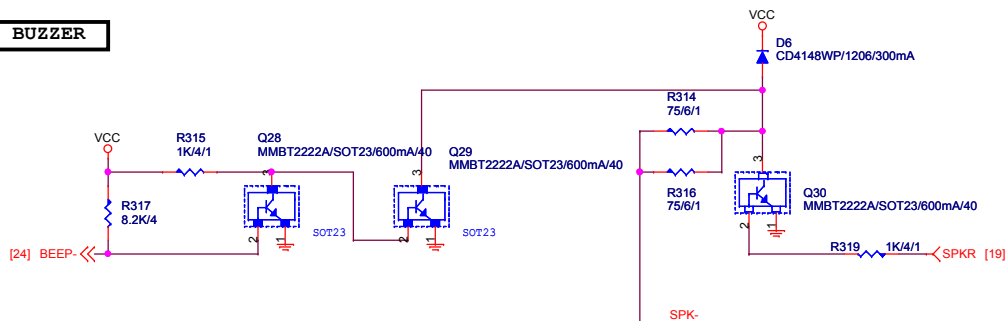 BUZZER
VCC
D6
CD4148WP/1206/300mA
R314
75/6/1
VCC
R315
1K/4/1
Q28
MMBT2222A/SOT23/600mA/40
Q29
MMBT2222A/SOT23/600mA/40
3
3
3
R317
8.2K/4
R316
75/6/1
Q30
MMBT2222A/SOT23/600mA/40
2
1
SOT23
2
1
SOT23
2
1
[24] BEEP-
R319
1K/4/1
SPKR [19]
SPK-